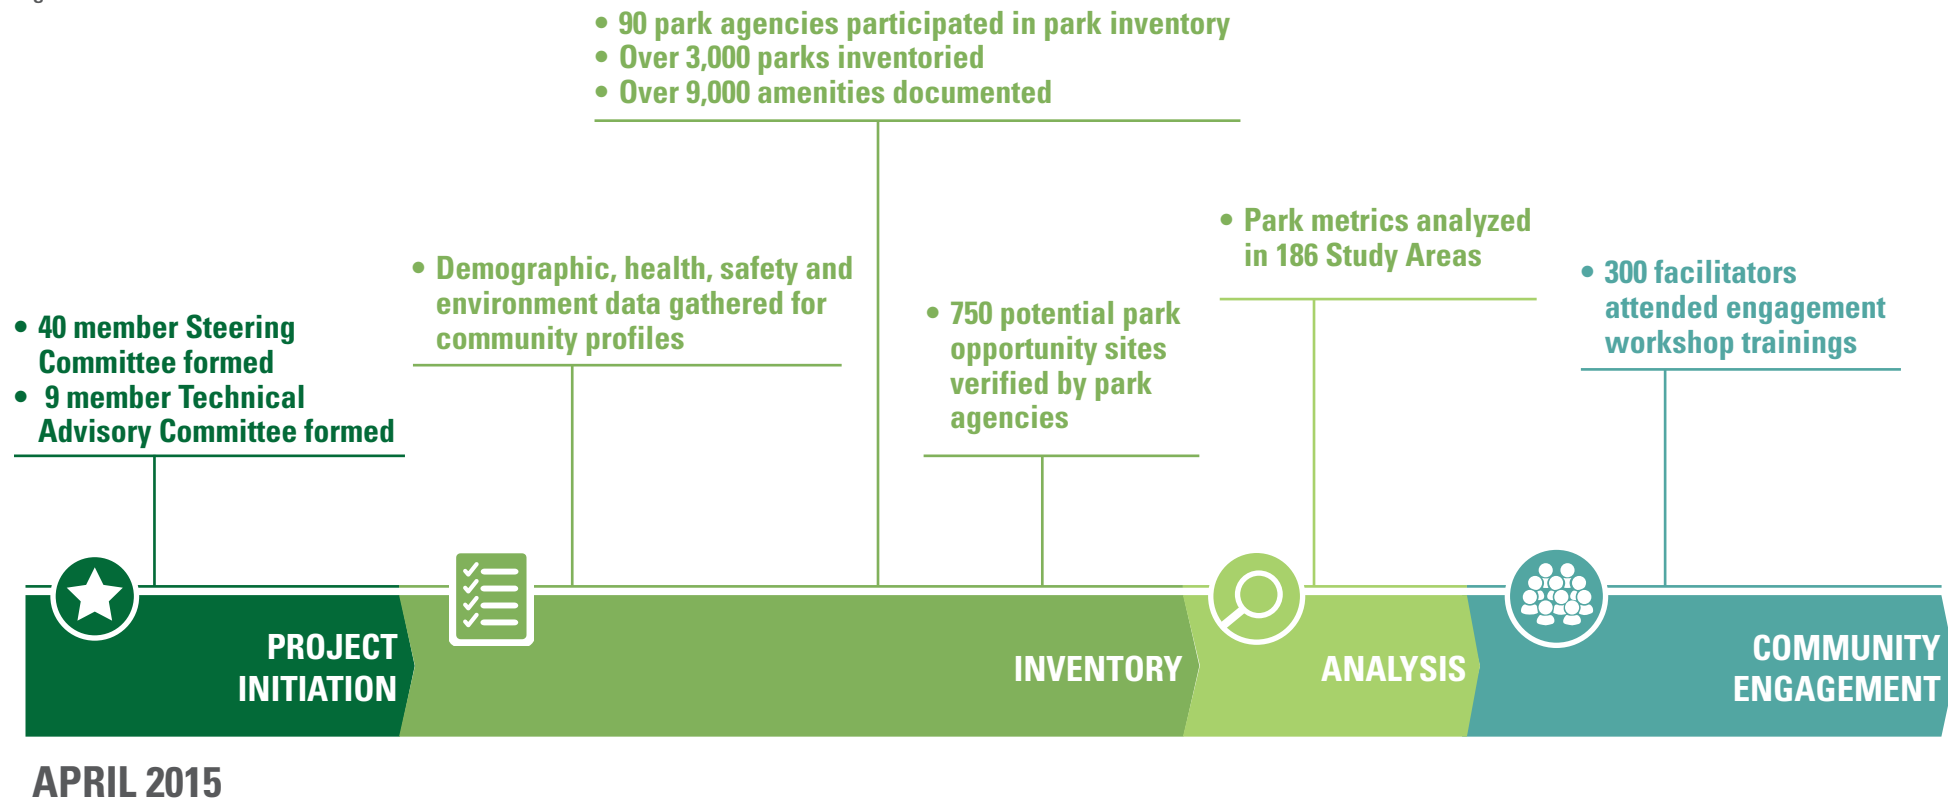 • 90 park agencies participated in park inventory
• Over 3,000 parks inventoried
• Over 9,000 amenities documented
• Park metrics analyzed
in 186 Study Areas
• Demographic, health, safety and
environment data gathered for
community profiles
• 300 facilitators
attended engagement
workshop trainings
• 750 potential park
opportunity sites
verified by park
agencies
• 40 member Steering
Committee formed
• 9 member Technical
Advisory Committee formed
PROJECT
INITIATION
INVENTORY
ANALYSIS
COMMUNITY
ENGAGEMENT
APRIL 2015